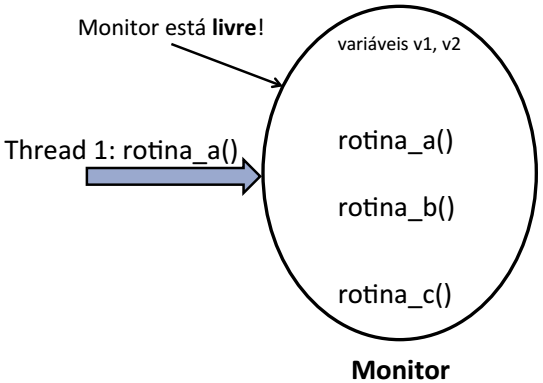 Monitor está livre!
variáveis v1, v2
Thread 1: rotina_a()
rotina_a()
rotina_b()
rotina_c()
Monitor